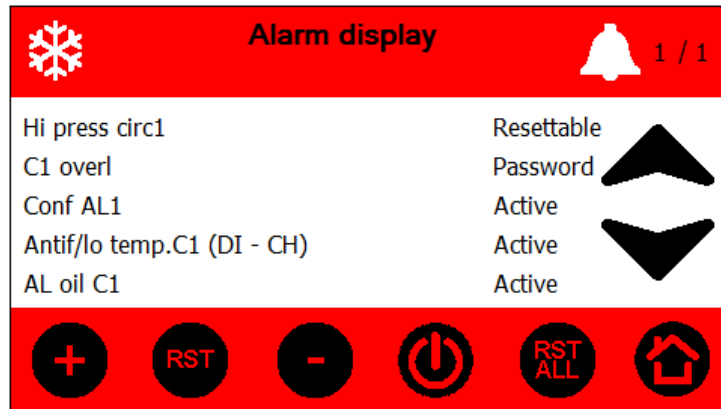 Alarm display
1 / 1
Hi press circ1 Resettable
C1 overl Password
Conf AL1 Active
Antif/lo temp.C1 (DI - CH) Active
AL oil C1 Active
+ RST - RST ALL